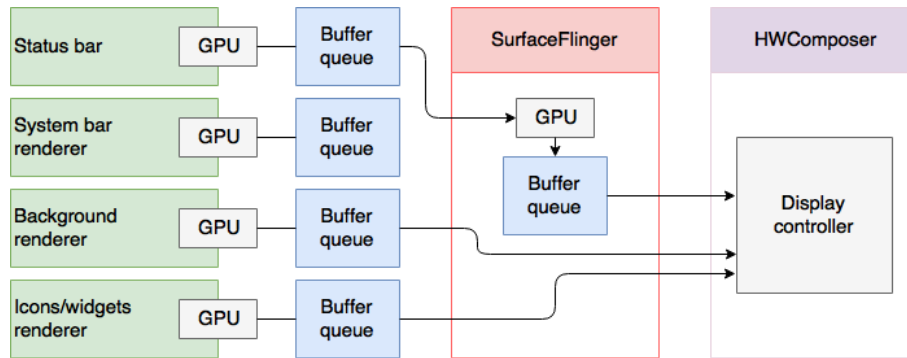 Status bar
GPU
Buffer
queue
SurfaceFlinger
HWComposer
System bar
renderer
GPU
Buffer
queue
GPU
Buffer
queue
Display
controller
Background
renderer
GPU
Buffer
queue
Icons/widgets
renderer
GPU
Buffer
queue